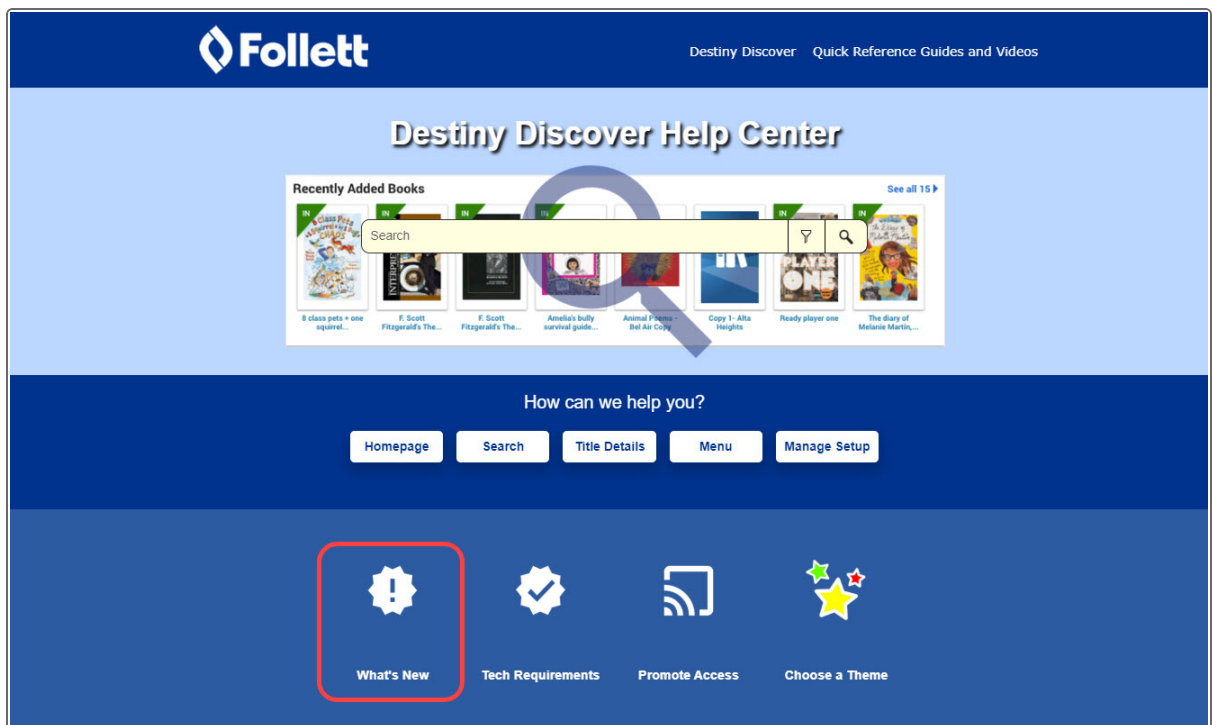 Follett
Destiny Discover Quick Reference Guides and Videos
Destiny Discover Help Center
Recently Added Books
See all 15
IN IN IN IN IN IN
Search
INTERPRE
PLAYER
ONE
8 class pets + one squirrel...
F. Scott Fitzgerald's The...
F. Scott Fitzgerald's The...
Amelia's bully survival guide...
Animal Poems - Bel Air Copy
Copy 1- Alta Heights
Ready player one
The diary of Melanie Martin,...
How can we help you?
Homepage Search Title Details Menu Manage Setup
What's New Tech Requirements Promote Access Choose a Theme